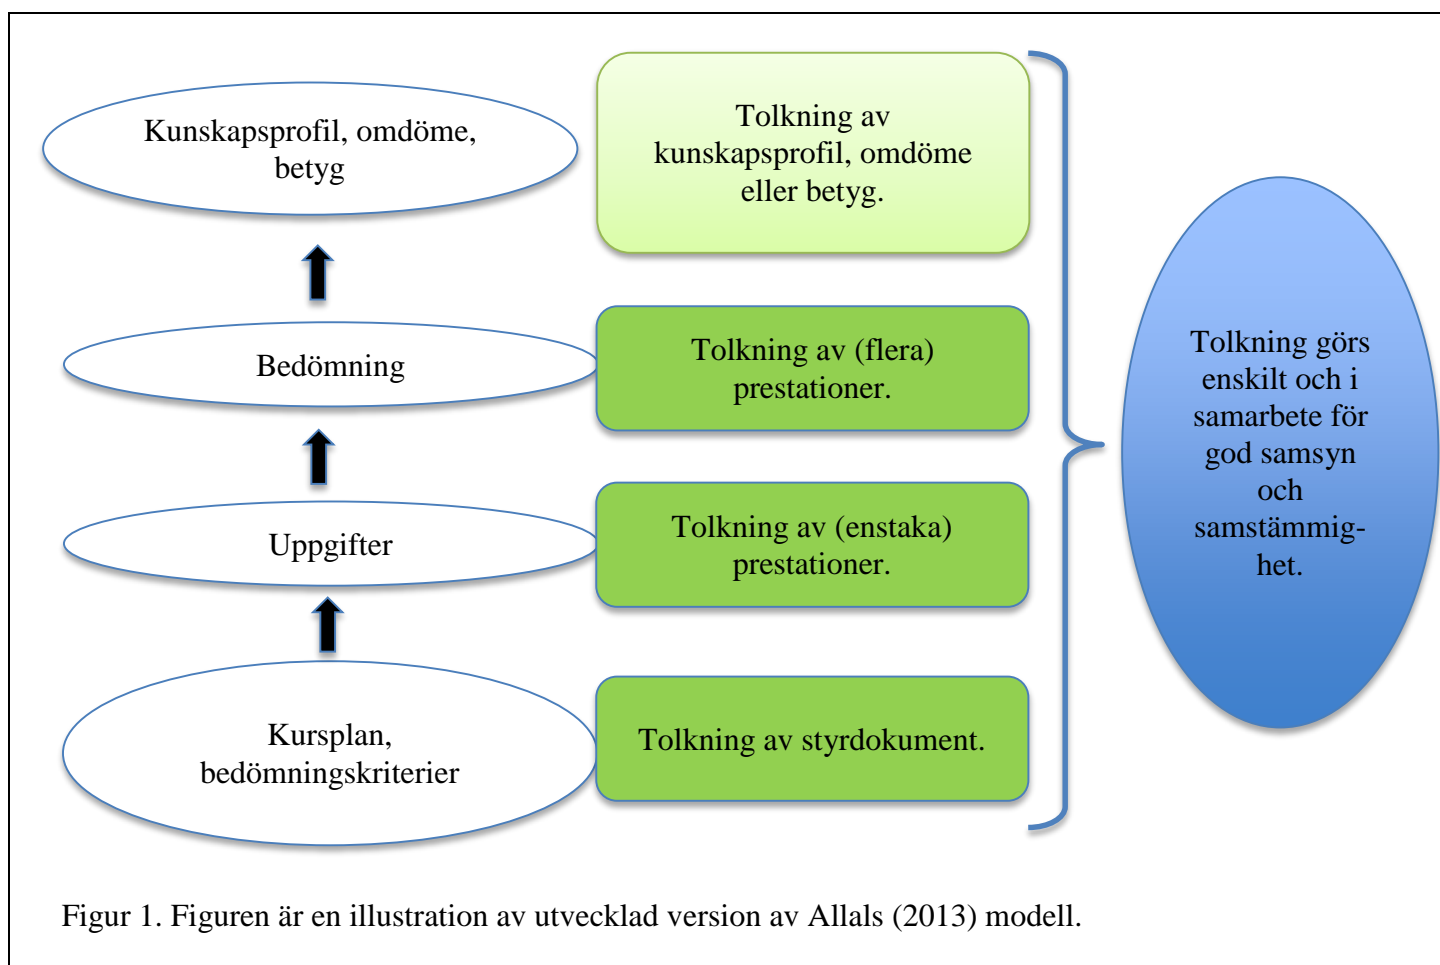 Kunskapsprofil, omdöme,
betyg
Tolkning av
kunskapsprofil, omdöme
eller betyg.
Bedömning
Tolkning av (flera)
prestationer.
Uppgifter
Tolkning av (enstaka)
prestationer.
Kursplan,
bedömningskriterier
Tolkning av styrdokument.
Tolkning görs
enskilt och i
samarbete för
god samsyn
och
samstämmig-
het.
Figur 1. Figuren är en illustration av utvecklad version av Allals (2013) modell.